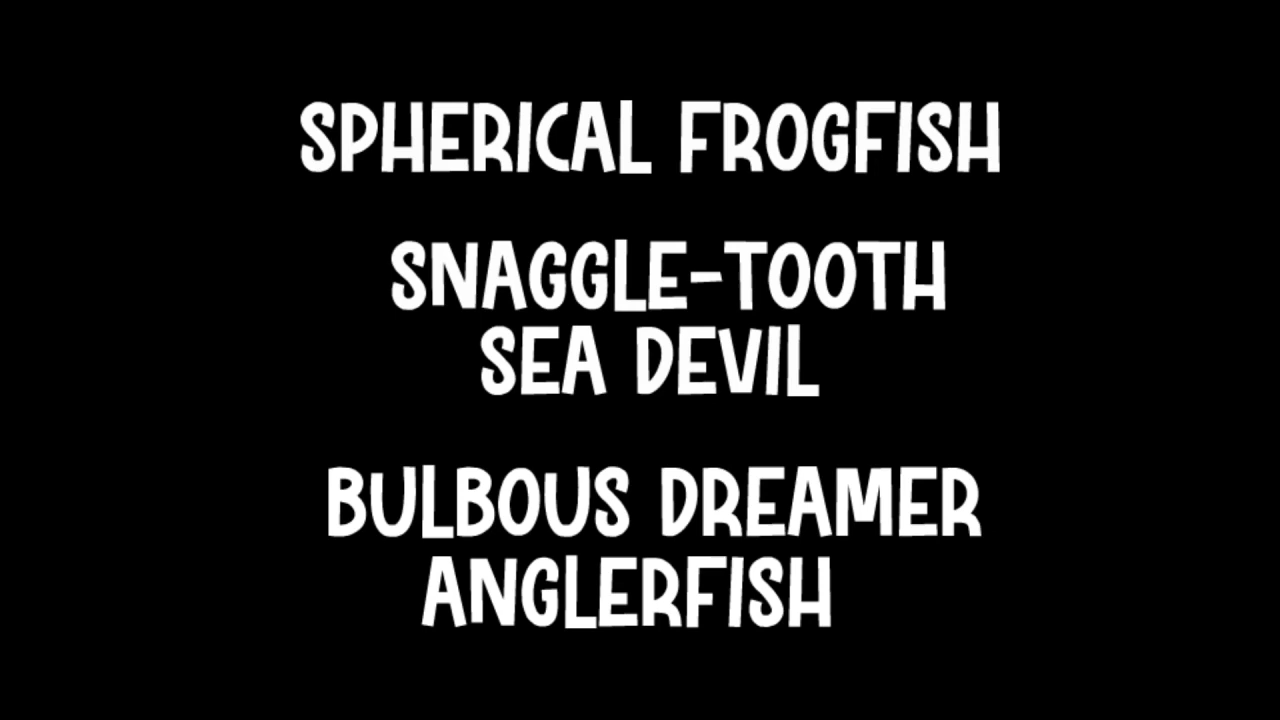 SPHERICAL FROGFISH
SNAGGLE-TOOTH
SEA DEVIL
BULBOUS DREAMER
ANGLERFISH